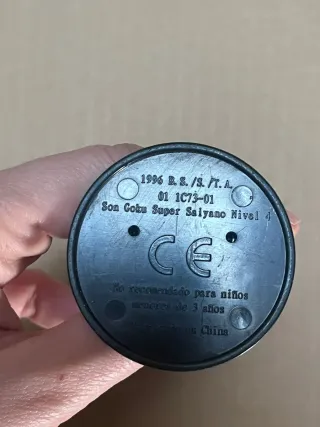 1996 B.S./S./T.A.
01 1C73-01
Son Goku Super Saiyano Nivel 4
CE
No recomendado para niños
menores de 3 años
China